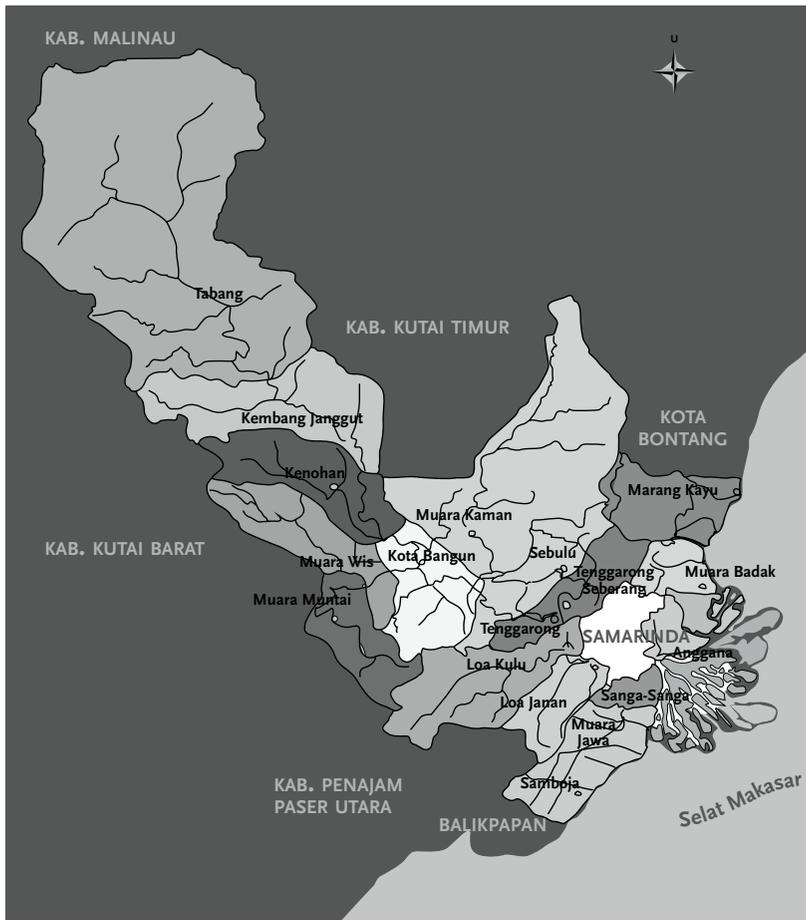 KAB. MALINAU
U
Tabang
KAB. KUTAI TIMUR
Kembang Janggut
KOTA
BONTANG
Kenohan
Marang Kayu
Muara Kaman
KAB. KUTAI BARAT
Sebulu
Kota Bangun
Muara Wis
Tenggarong
Seberang
Muara Badak
Muara Muntai
Tenggarong
SAMARINDA
Anggana
Loa Kulu
Sanga-Sanga
Loa Janan
Muara
Jawa
Samboja
KAB. PENAJAM
PASER UTARA
Selat Makasar
BALIKPAPAN